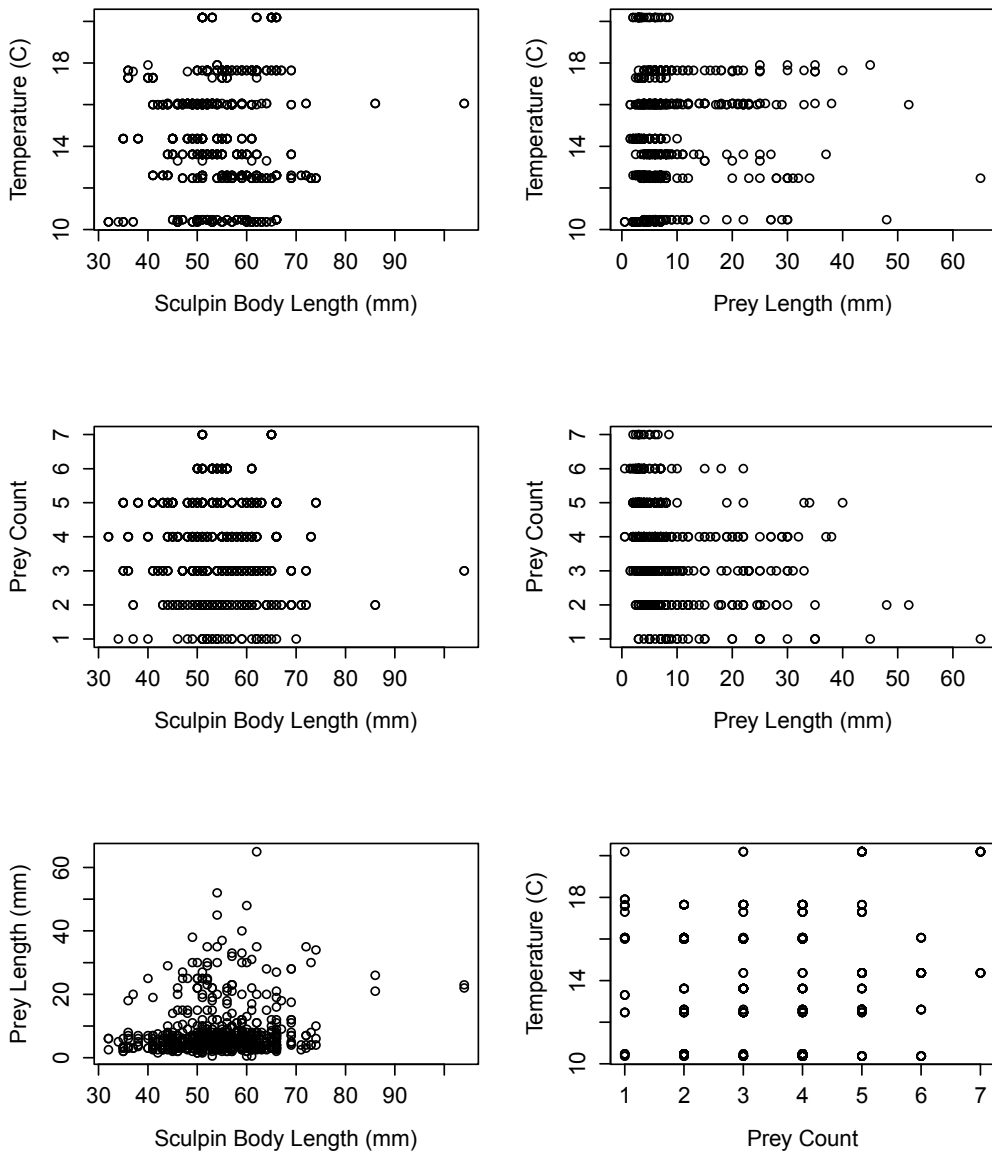 Temperature (C)
10 14 18
30 40 50 60 70 80 90
Sculpin Body Length (mm)
Temperature (C)
10 14 18
0 10 20 30 40 50 60
Prey Length (mm)
Prey Count
1 2 3 4 5 6 7
30 40 50 60 70 80 90
Sculpin Body Length (mm)
Prey Count
1 2 3 4 5 6 7
0 10 20 30 40 50 60
Prey Length (mm)
Prey Length (mm)
0 20 40 60
30 40 50 60 70 80 90
Sculpin Body Length (mm)
Temperature (C)
10 14 18
1 2 3 4 5 6 7
Prey Count